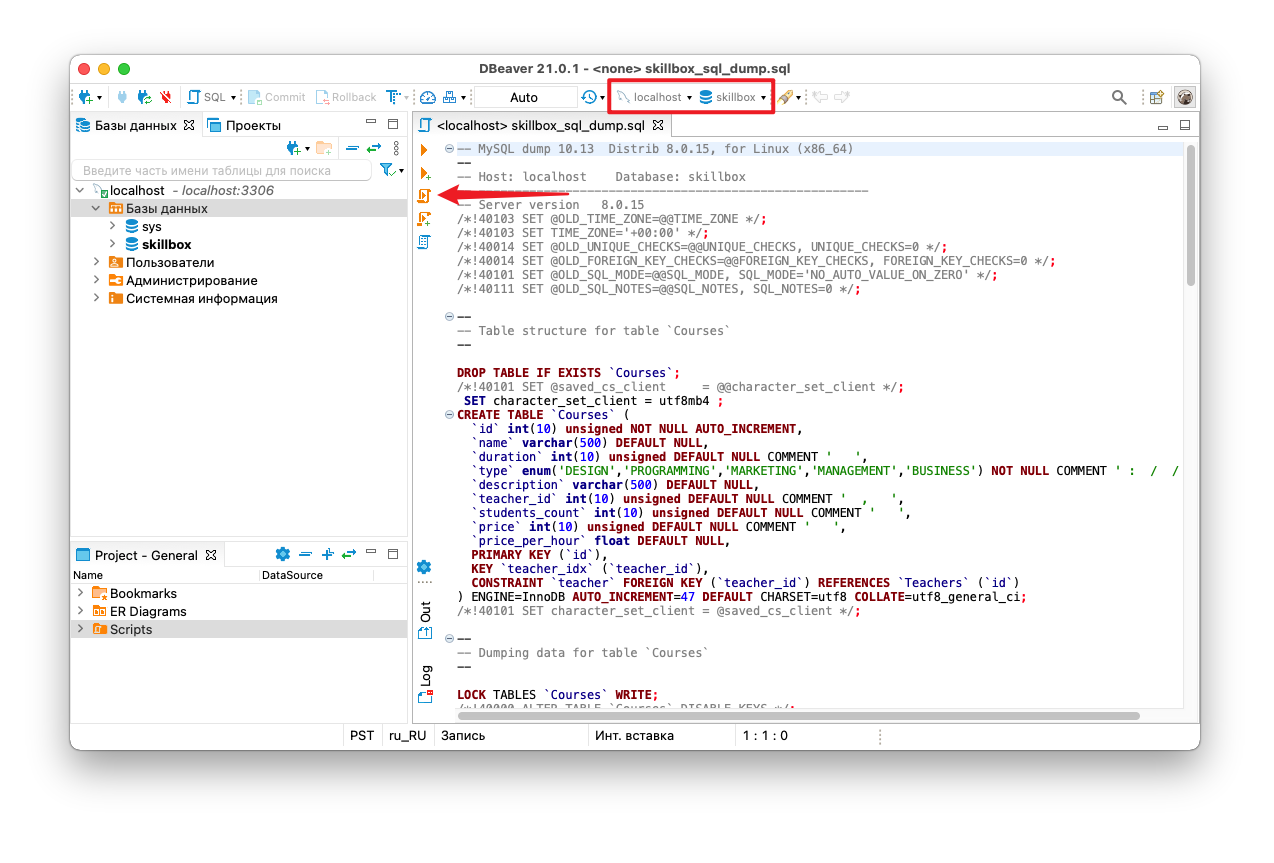 DBeaver 21.0.1 - <none> skillbox_sql_dump.sql
SQL Commit Rollback Auto localhost skillbox
Базы данных Проекты
Введите часть имени таблицы для поиска
localhost - localhost:3306
Базы данных
sys
skillbox
Пользователи
Администрирование
Системная информация
Project - General
Name DataSource
Bookmarks
ER Diagrams
Scripts
<localhost> skillbox_sql_dump.sql
-- MySQL dump 10.13  Distrib 8.0.15, for Linux (x86_64)
--
-- Host: localhost    Database: skillbox
-- ------------------------------------------------------
-- Server version   8.0.15
/*!40103 SET @OLD_TIME_ZONE=@@TIME_ZONE */;
/*!40103 SET TIME_ZONE='+00:00' */;
/*!40014 SET @OLD_UNIQUE_CHECKS=@@UNIQUE_CHECKS, UNIQUE_CHECKS=0 */;
/*!40014 SET @OLD_FOREIGN_KEY_CHECKS=@@FOREIGN_KEY_CHECKS, FOREIGN_KEY_CHECKS=0 */;
/*!40101 SET @OLD_SQL_MODE=@@SQL_MODE, SQL_MODE='NO_AUTO_VALUE_ON_ZERO' */;
/*!40111 SET @OLD_SQL_NOTES=@@SQL_NOTES, SQL_NOTES=0 */;
--
-- Table structure for table `Courses`
--
DROP TABLE IF EXISTS `Courses`;
/*!40101 SET @saved_cs_client     = @@character_set_client */;
SET character_set_client = utf8mb4 ;
CREATE TABLE `Courses` (
`id` int(10) unsigned NOT NULL AUTO_INCREMENT,
`name` varchar(500) DEFAULT NULL,
`duration` int(10) unsigned DEFAULT NULL COMMENT '   ',
`type` enum('DESIGN','PROGRAMMING','MARKETING','MANAGEMENT','BUSINESS') NOT NULL COMMENT ' :  /  /
`description` varchar(500) DEFAULT NULL,
`teacher_id` int(10) unsigned DEFAULT NULL COMMENT '  ,   ',
`students_count` int(10) unsigned DEFAULT NULL COMMENT '   ',
`price` int(10) unsigned DEFAULT NULL COMMENT '   ',
`price_per_hour` float DEFAULT NULL,
PRIMARY KEY (`id`),
KEY `teacher_idx` (`teacher_id`),
CONSTRAINT `teacher` FOREIGN KEY (`teacher_id`) REFERENCES `Teachers` (`id`)
) ENGINE=InnoDB AUTO_INCREMENT=47 DEFAULT CHARSET=utf8 COLLATE=utf8_general_ci;
/*!40101 SET character_set_client = @saved_cs_client */;
--
-- Dumping data for table `Courses`
--
LOCK TABLES `Courses` WRITE;
/*!40000 ALTER TABLE `Courses` DISABLE KEYS */;
Out
Log
PST ru_RU Запись Инт. вставка 1 : 1 : 0